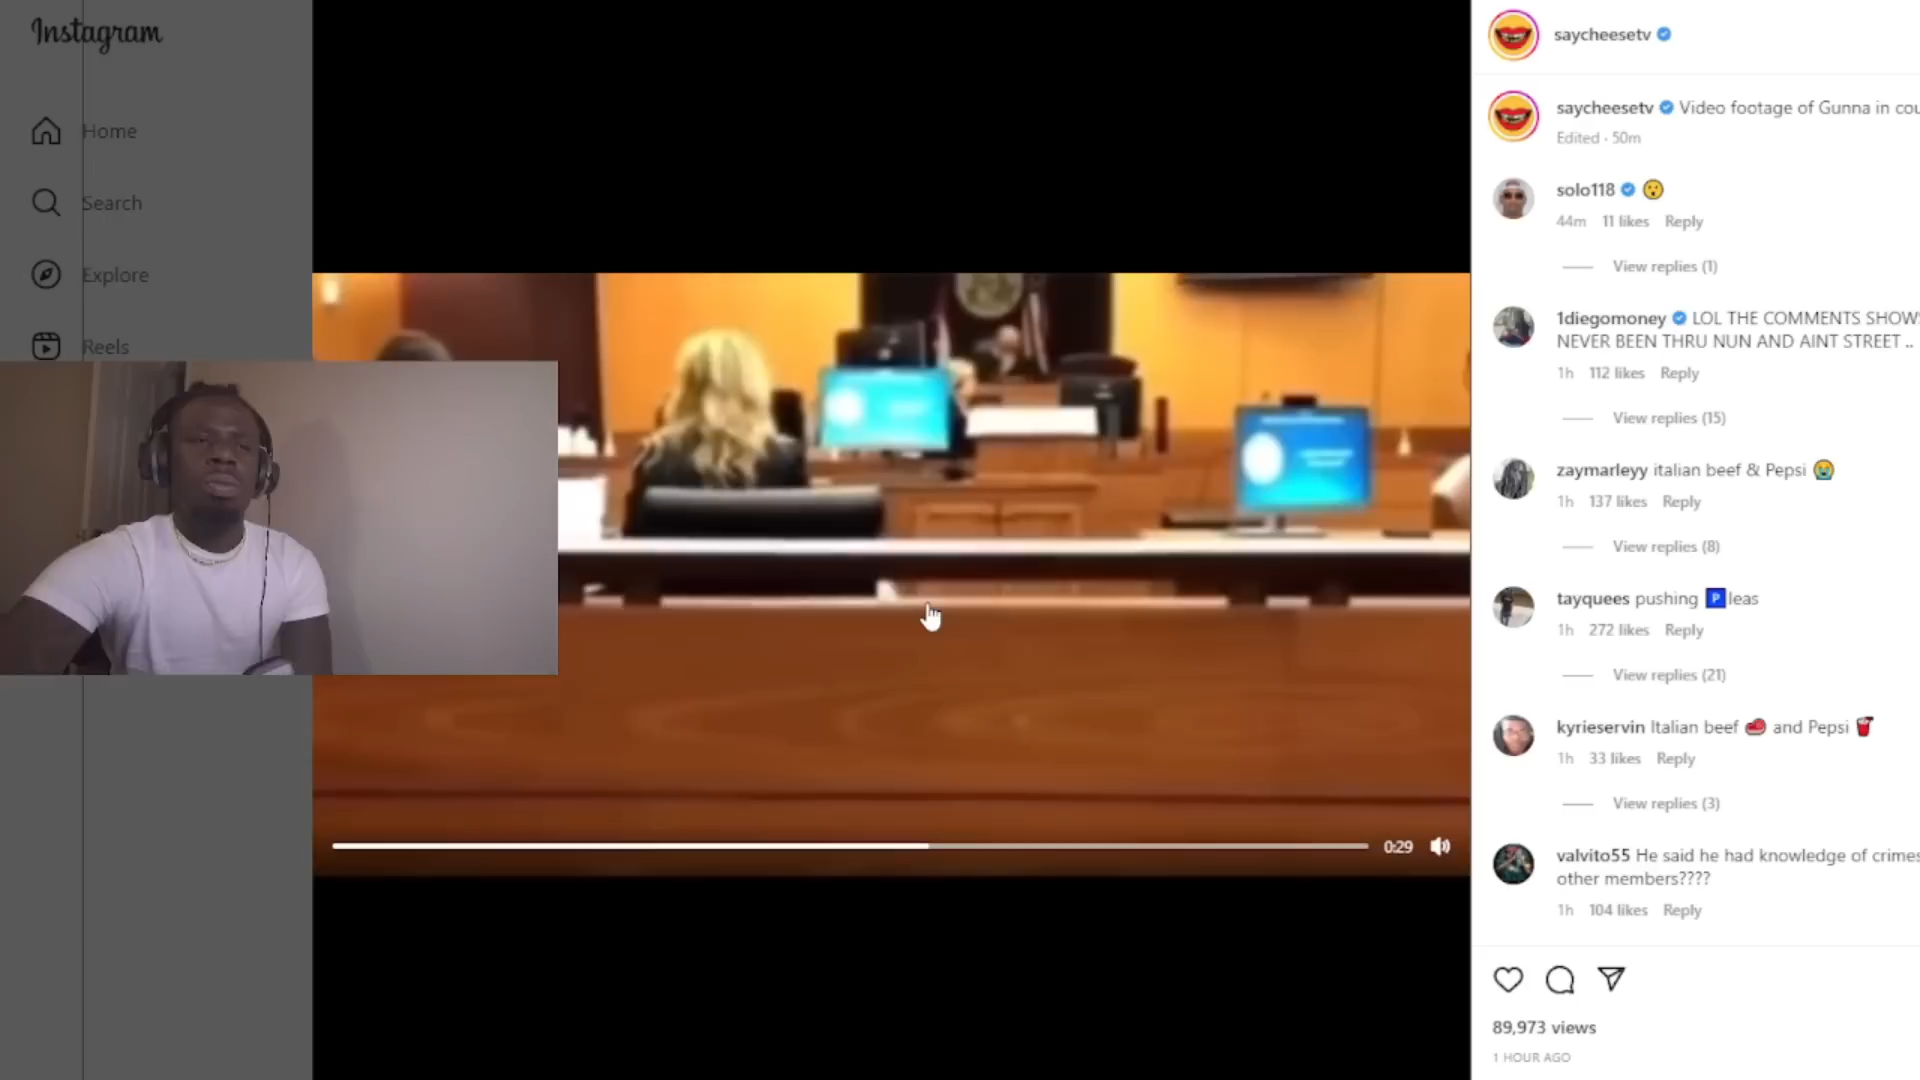 Instagram
Home
Search
Explore
Reels
saycheesetv
saycheesetv Video footage of Gunna in cou
Edited · 50m
solo118 😯
44m 11 likes Reply
View replies (1)
1diegomoney LOL THE COMMENTS SHOWS
NEVER BEEN THRU NUN AND AINT STREET ..
1h 112 likes Reply
View replies (15)
zaymarleyy italian beef & Pepsi 😭
1h 137 likes Reply
View replies (8)
tayquees pushing 🅿️leas
1h 272 likes Reply
View replies (21)
kyrieservin Italian beef 🥩 and Pepsi 🥤
1h 33 likes Reply
View replies (3)
valvito55 He said he had knowledge of crimes
other members????
1h 104 likes Reply
0:29
89,973 views
1 HOUR AGO